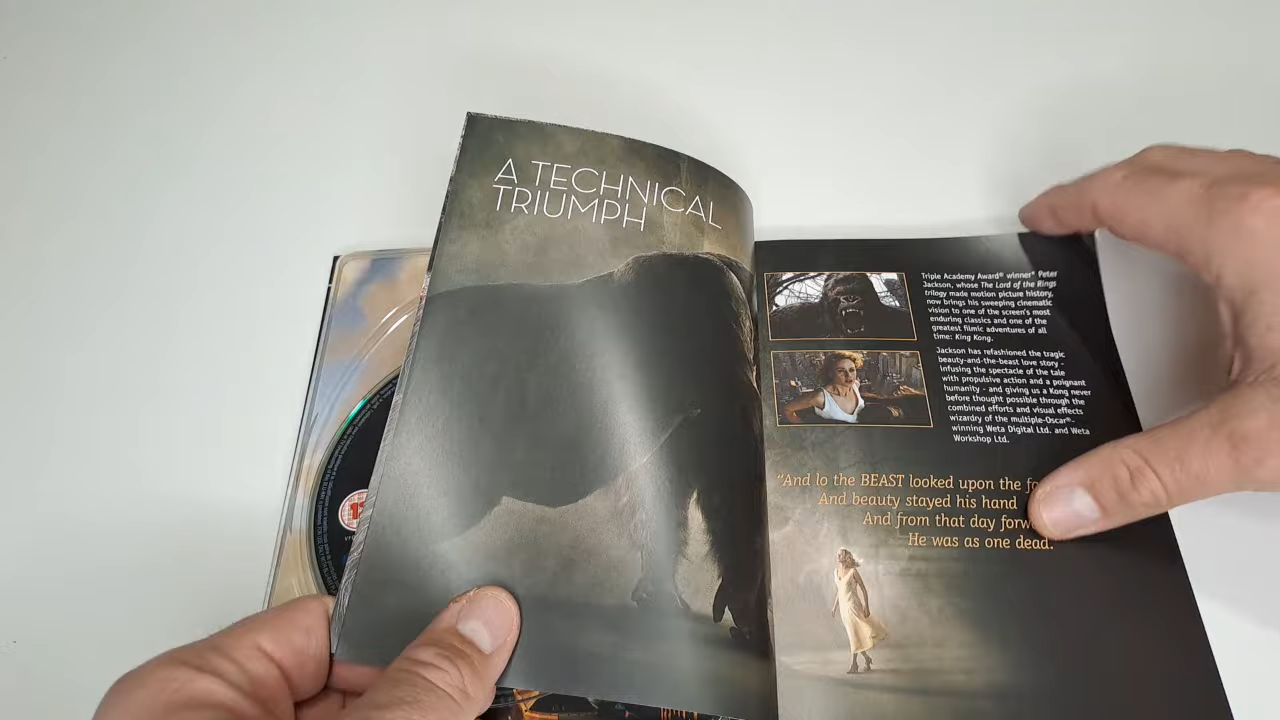 A TECHNICAL
TRIUMPH
Triple Academy Award® winner* Peter
Jackson, whose The Lord of the Rings
trilogy made motion picture history,
now brings his sweeping cinematic
vision to one of the screen's most
enduring classics and one of the
greatest filmic adventures of all
time: King Kong.
Jackson has refashioned the tragic
beauty-and-the-beast love story -
infusing the spectacle of the tale
with propulsive action and a poignant
humanity - and giving us a Kong never
before thought possible through the
combined efforts and visual effects
wizardry of the multiple-Oscar®-
winning Weta Digital Ltd. and Weta
Workshop Ltd.
"And lo the BEAST looked upon the
And beauty stayed his hand
And from that day
He was as one dead.